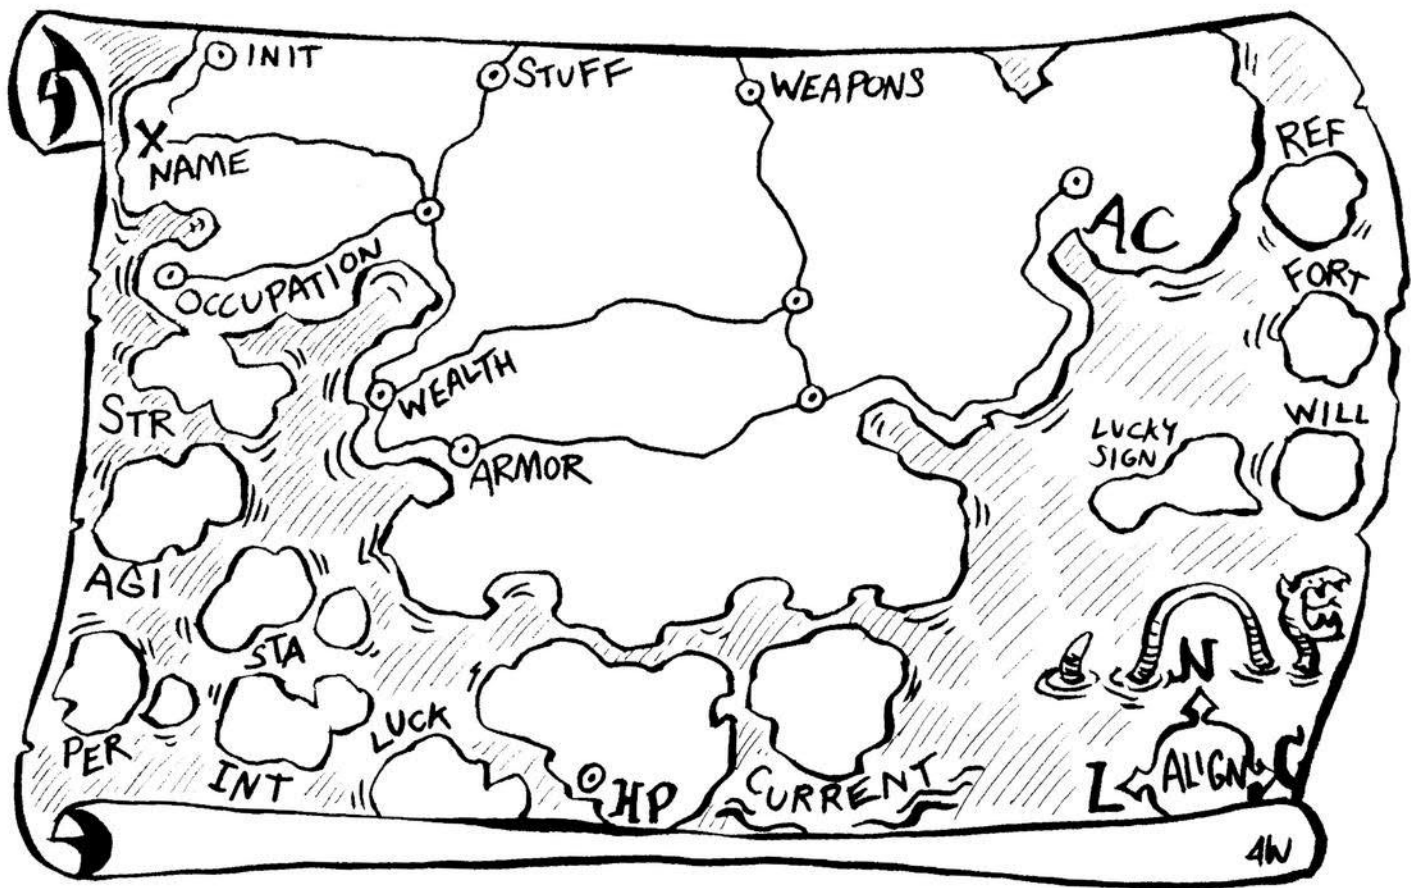 INIT
STUFF
WEAPONS
REF
NAME
AC
OCCUPATION
FORT
WEALTH
STR
LUCKY
SIGN
WILL
ARMOR
AGI
STA
N
PER
LUCK
INT
HP
CURRENT
L
ALIGN
C
4W